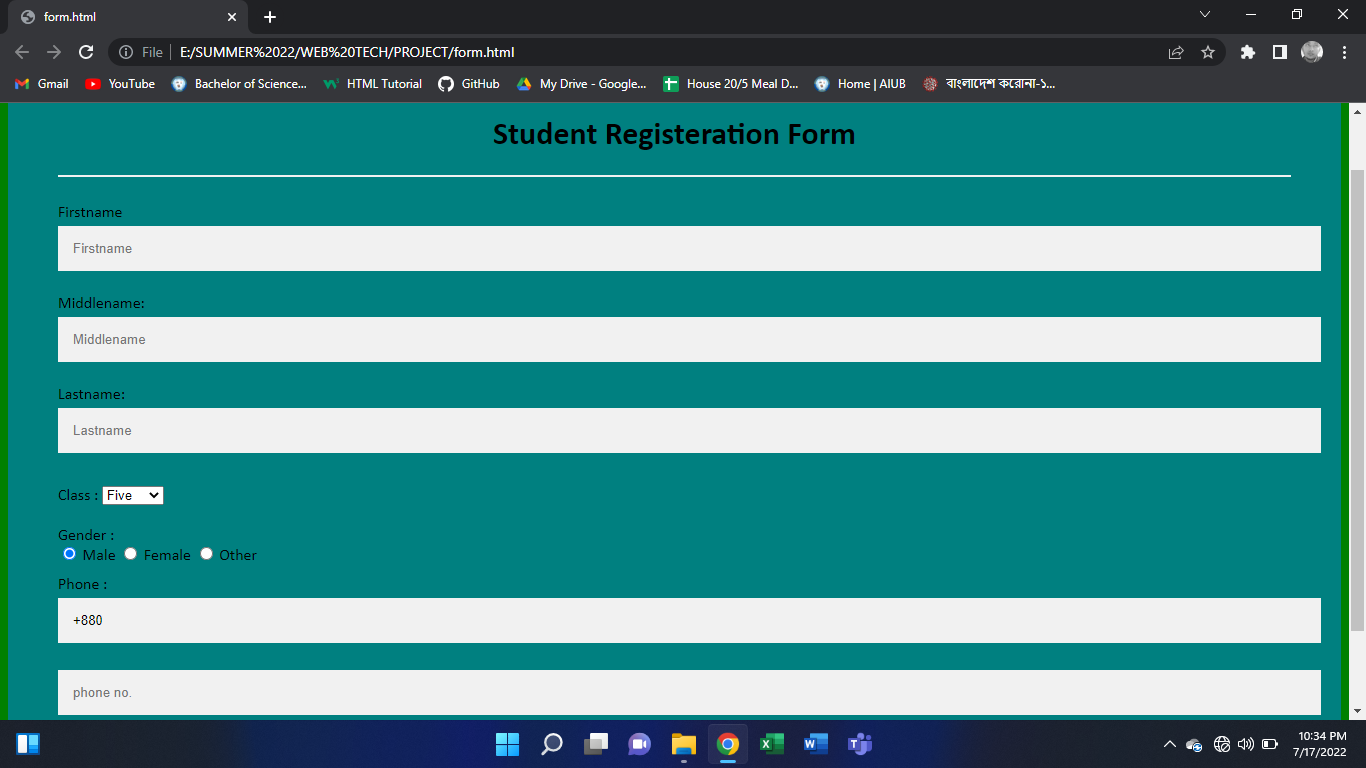 form.html
File E:/SUMMER%2022/WEB%20TECH/PROJECT/form.html
Gmail YouTube Bachelor of Science... HTML Tutorial GitHub My Drive - Google... House 20/5 Meal D... Home | AIUB বাংলাদেশ করোনা-১...
Student Registeration Form
Firstname
Firstname
Middlename:
Middlename
Lastname:
Lastname
Class : Five
Gender :
Male Female Other
Phone :
+880
phone no.
10:34 PM
7/17/2022